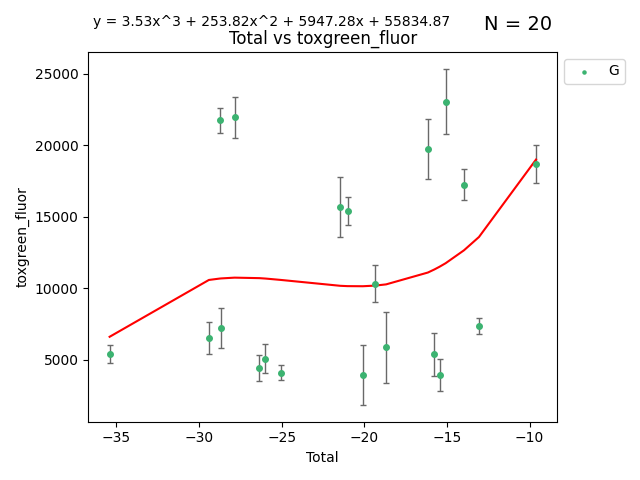 y = 3.53x^3 + 253.82x^2 + 5947.28x + 55834.87
N = 20
Total vs toxgreen_fluor
G
25000
20000
15000
10000
5000
toxgreen_fluor
−35
−30
−25
−20
−15
−10
Total